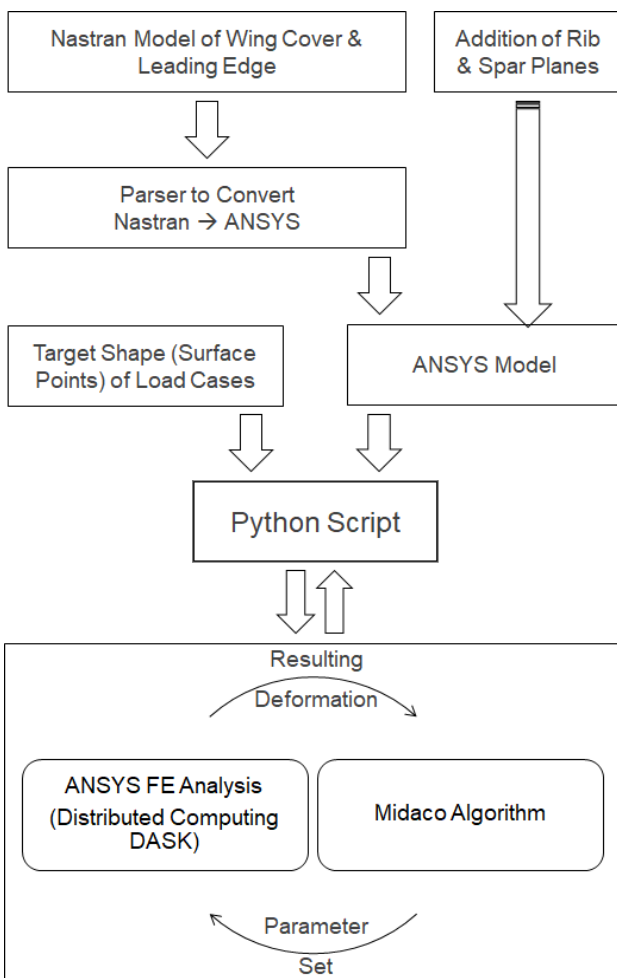 Nastran Model of Wing Cover &
Leading Edge
Addition of Rib
& Spar Planes
Parser to Convert
Nastran → ANSYS
Target Shape (Surface
Points) of Load Cases
ANSYS Model
Python Script
Resulting
Deformation
ANSYS FE Analysis
(Distributed Computing
DASK)
Midaco Algorithm
Parameter
Set